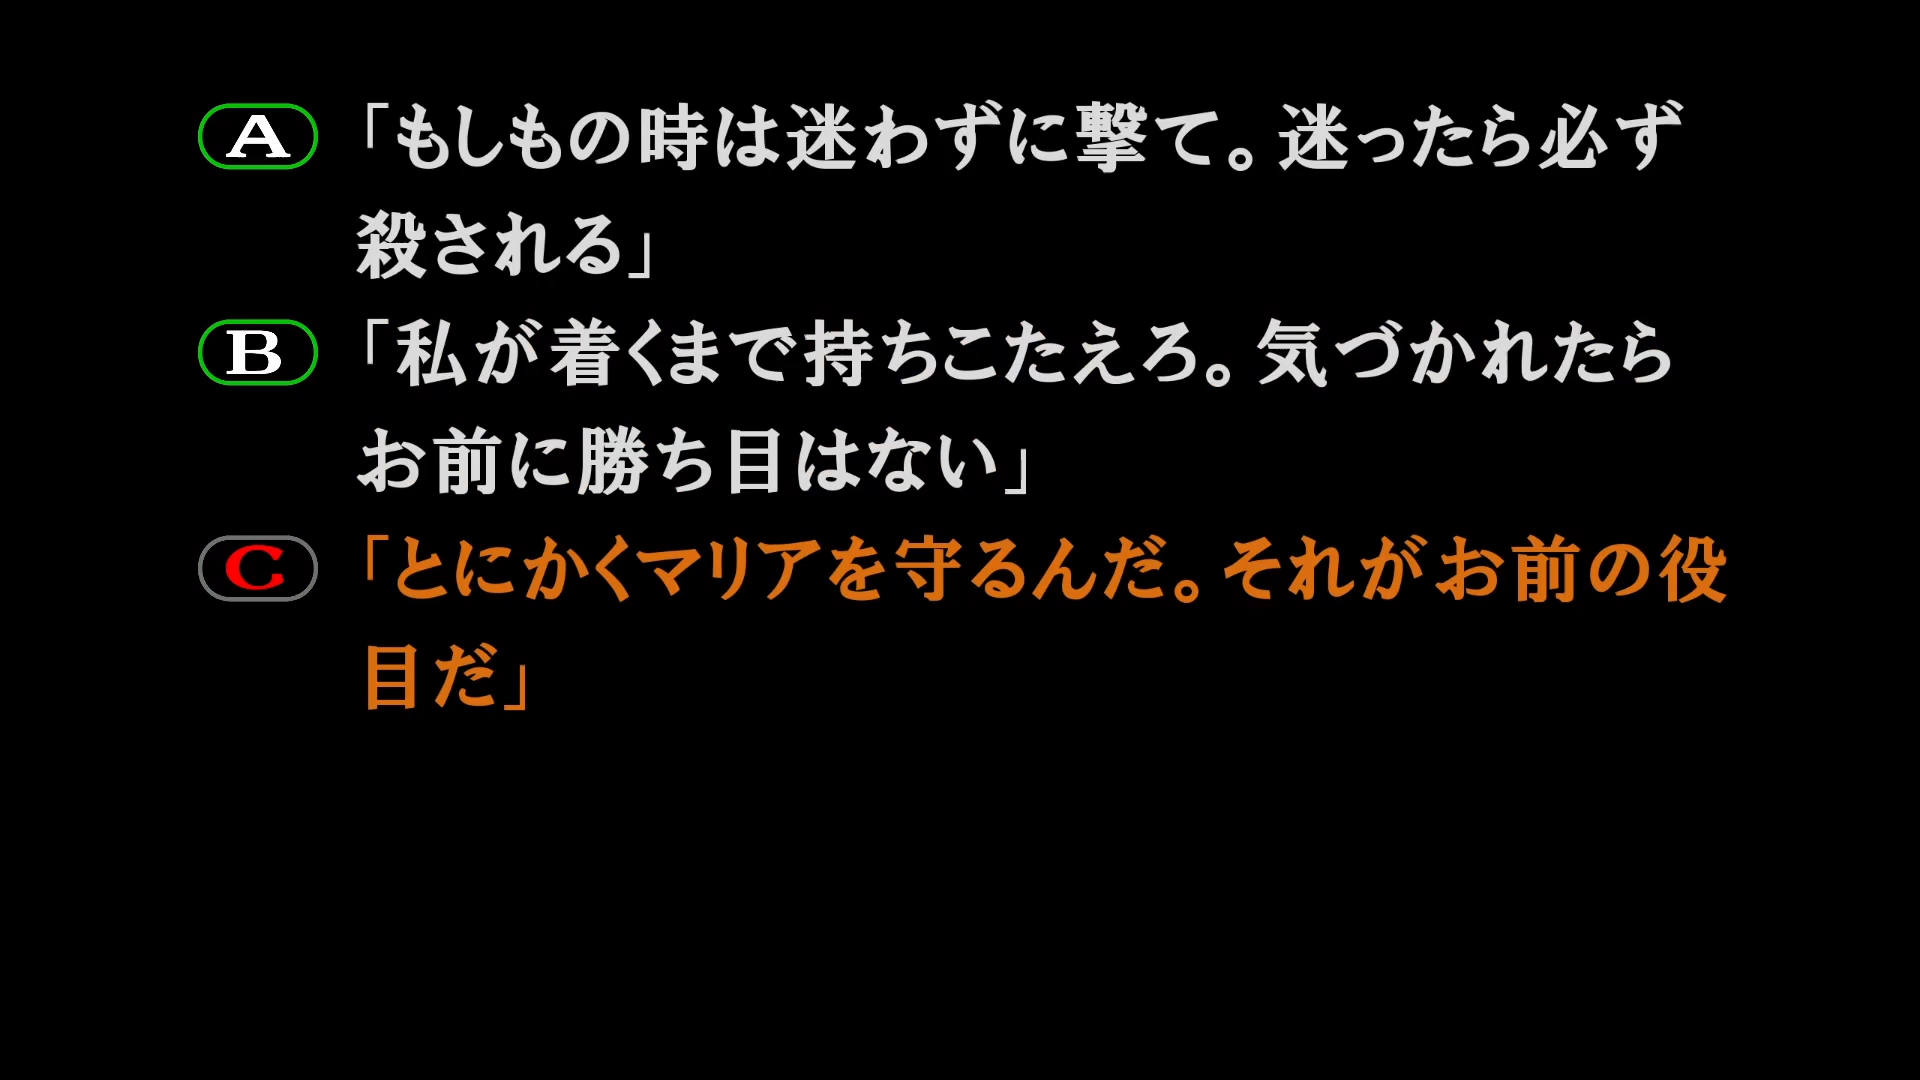 A 「もしもの時は迷わずに撃て。迷ったら必ず
殺される」
B 「私が着くまで持ちこたえろ。気づかれたら
お前に勝ち目はない」
C 「とにかくマリアを守るんだ。それがお前の役
目だ」